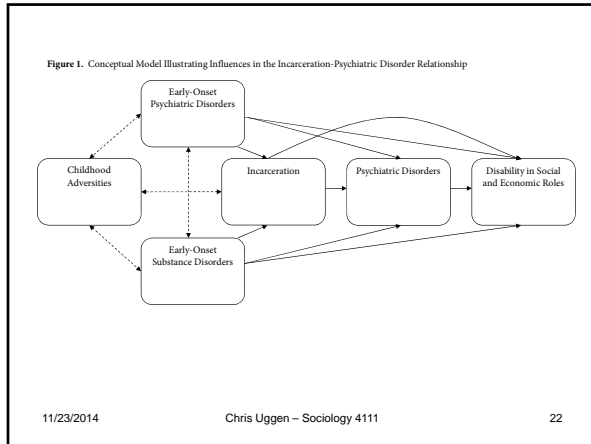 Figure 1. Conceptual Model Illustrating Influences in the Incarceration-Psychiatric Disorder Relationship
Early-Onset
Psychiatric Disorders
Childhood
Adversities
Incarceration
Psychiatric Disorders
Disability in Social
and Economic Roles
Early-Onset
Substance Disorders
11/23/2014
Chris Uggen – Sociology 4111
22